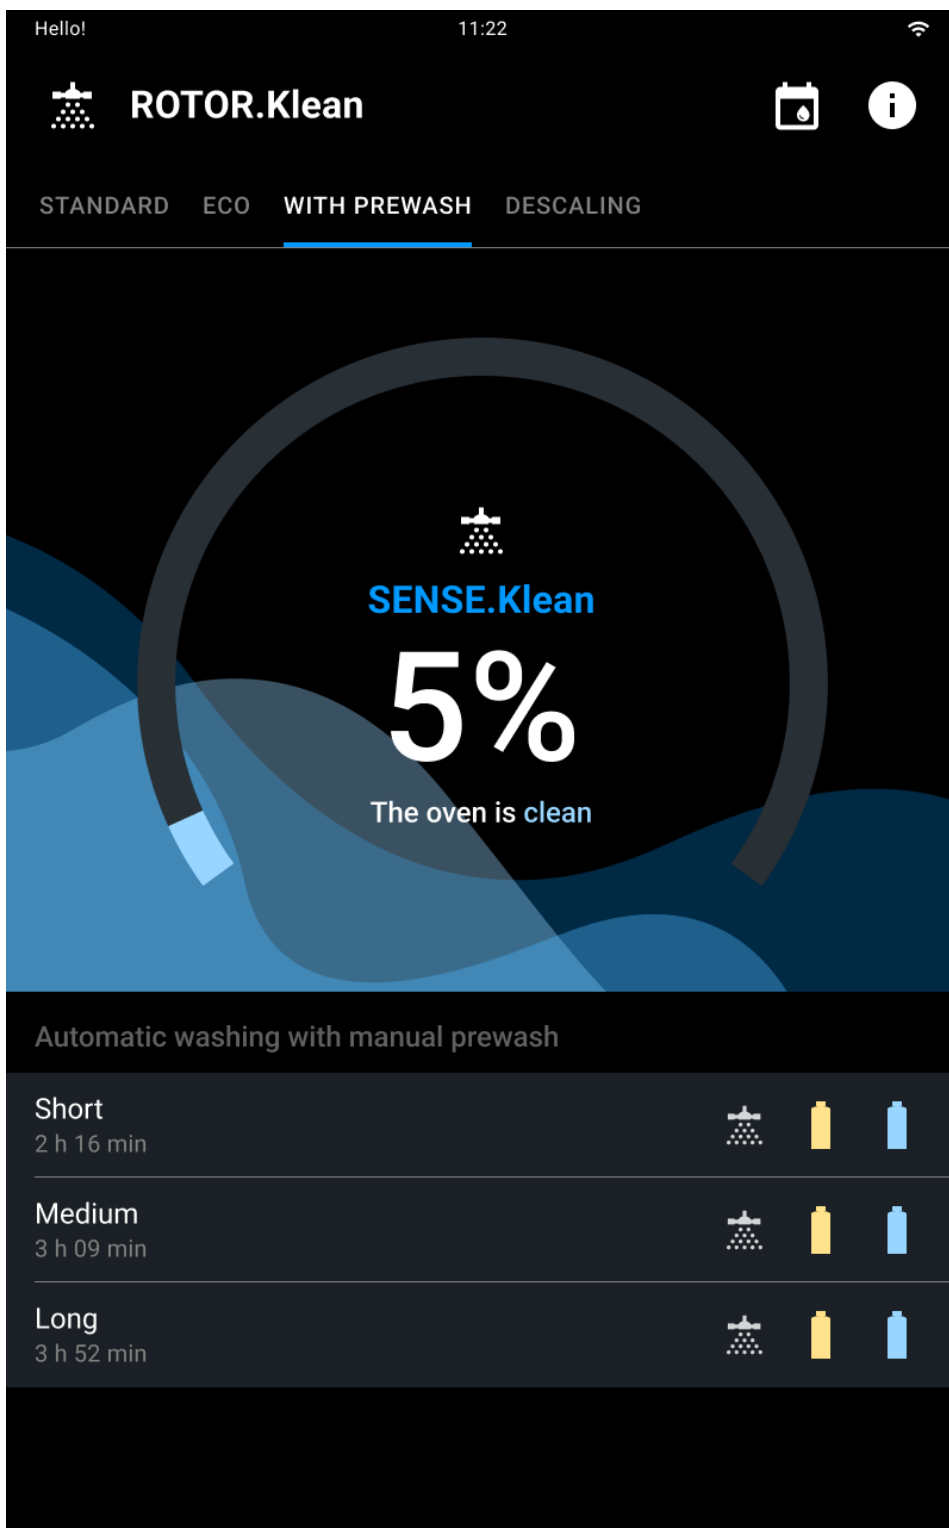 Hello!
11:22
ROTOR.Klean
STANDARD
ECO
WITH PREWASH
DESCALING
SENSE.Klean
5%
The oven is clean
Automatic washing with manual prewash
Short
2 h 16 min
Medium
3 h 09 min
Long
3 h 52 min